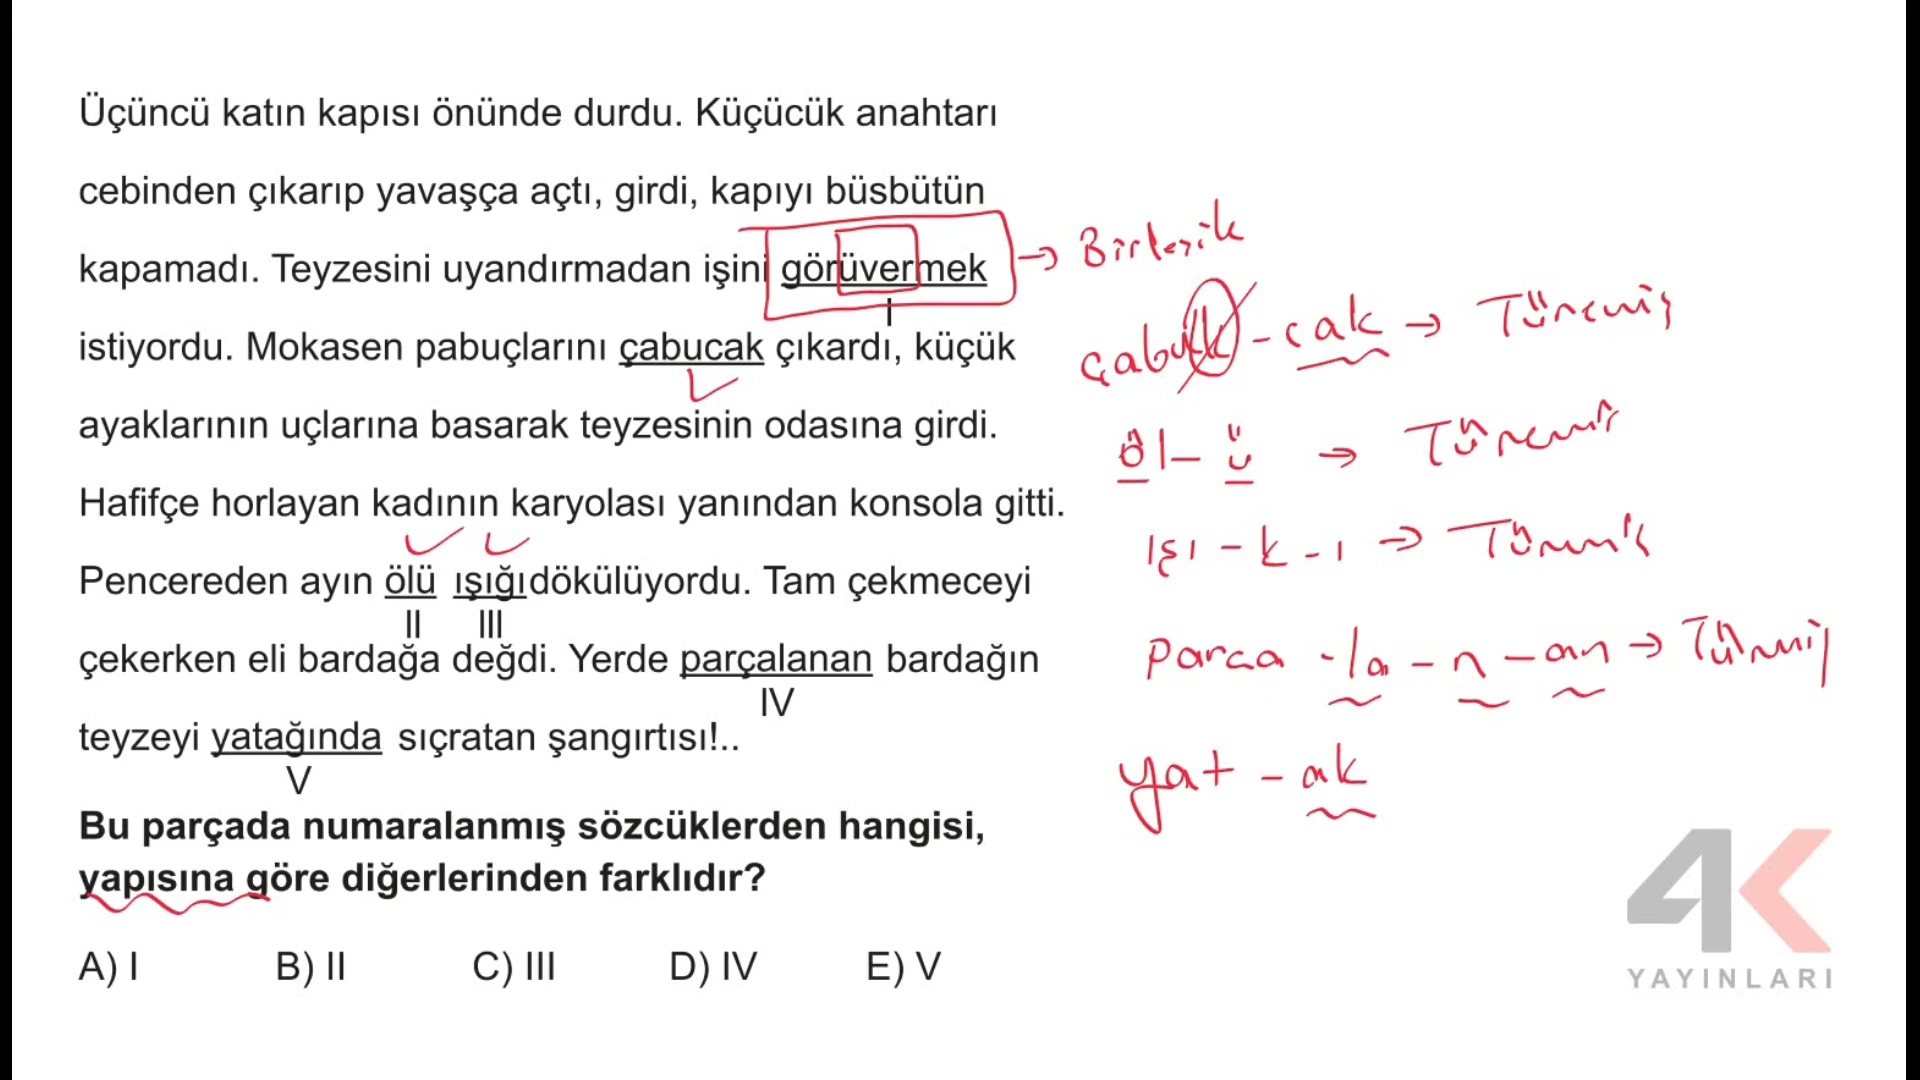 Üçüncü katın kapısı önünde durdu. Küçücük anahtarı
cebinden çıkarıp yavaşça açtı, girdi, kapıyı büsbütün
kapamadı. Teyzesini uyandırmadan işini görüvermek → Birleşik
I
istiyordu. Mokasen pabuçlarını çabucak çıkardı, küçük
çabuk - cak → Türemiş
ayaklarının uçlarına basarak teyzesinin odasına girdi.
öl - ü → Türemiş
Hafifçe horlayan kadının karyolası yanından konsola gitti.
ışı - k - ı → Türemiş
Pencereden ayın ölü ışığı dökülüyordu. Tam çekmeceyi
II III
çekerken eli bardağa değdi. Yerde parçalanan bardağın
IV
parça - la - n - an → Türemiş
teyzeyi yatağında sıçratan şangırtısı!..
V
yat - ak
Bu parçada numaralanmış sözcüklerden hangisi,
yapısına göre diğerlerinden farklıdır?
A) I B) II C) III D) IV E) V
4K
YAYINLARI